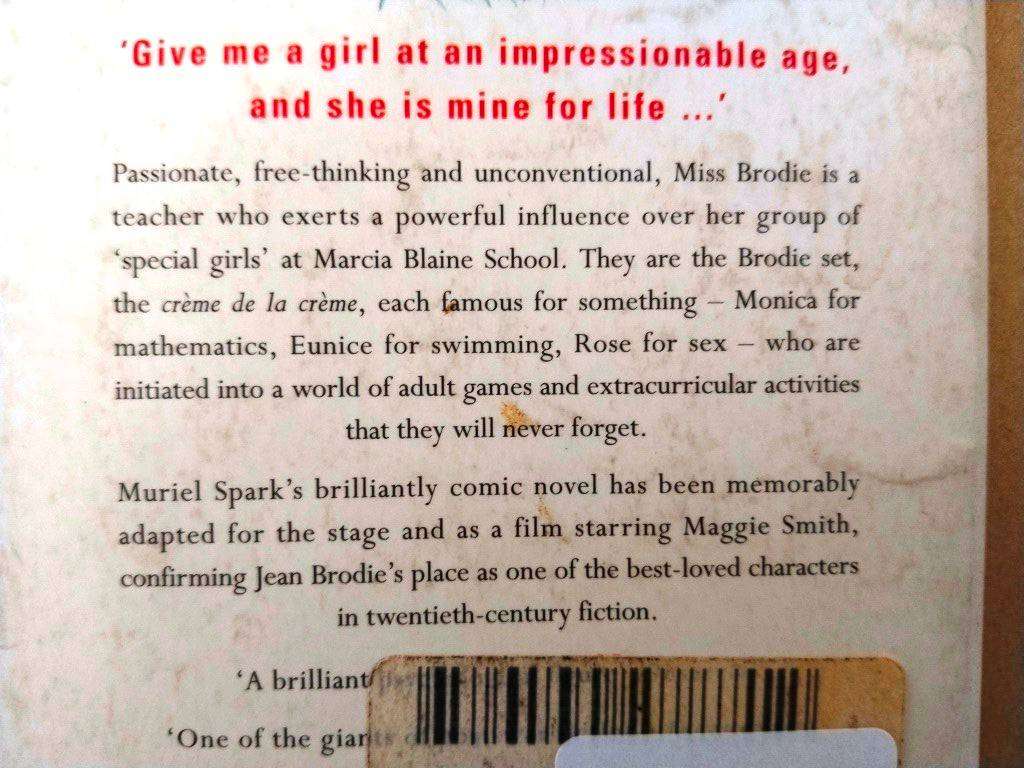 'Give me a girl at an impressionable age,
and she is mine for life ...'
Passionate, free-thinking and unconventional, Miss Brodie is a
teacher who exerts a powerful influence over her group of
'special girls' at Marcia Blaine School. They are the Brodie set,
the crème de la crème, each famous for something – Monica for
mathematics, Eunice for swimming, Rose for sex – who are
initiated into a world of adult games and extracurricular activities
that they will never forget.
Muriel Spark's brilliantly comic novel has been memorably
adapted for the stage and as a film starring Maggie Smith,
confirming Jean Brodie's place as one of the best-loved characters
in twentieth-century fiction.
'A brilliant
'One of the giants